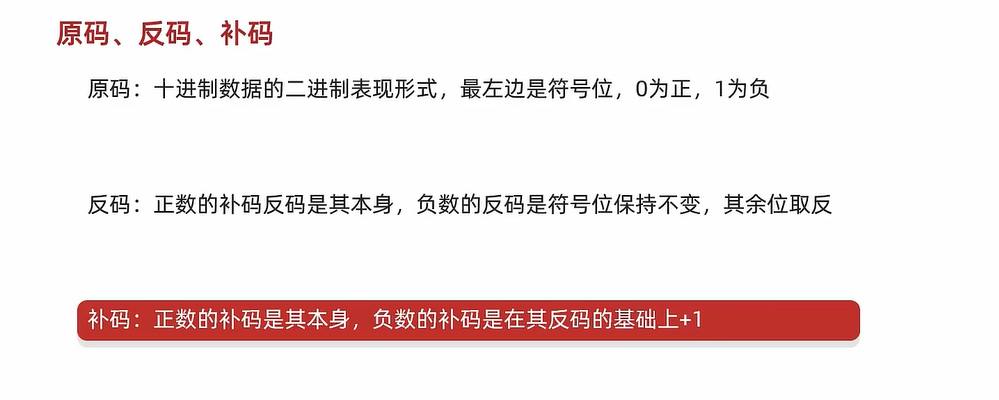 原码、反码、补码
原码：十进制数据的二进制表现形式，最左边是符号位，0为正，1为负
反码：正数的补码反码是其本身，负数的反码是符号位保持不变，其余位取反
补码：正数的补码是其本身，负数的补码是在其反码的基础上+1